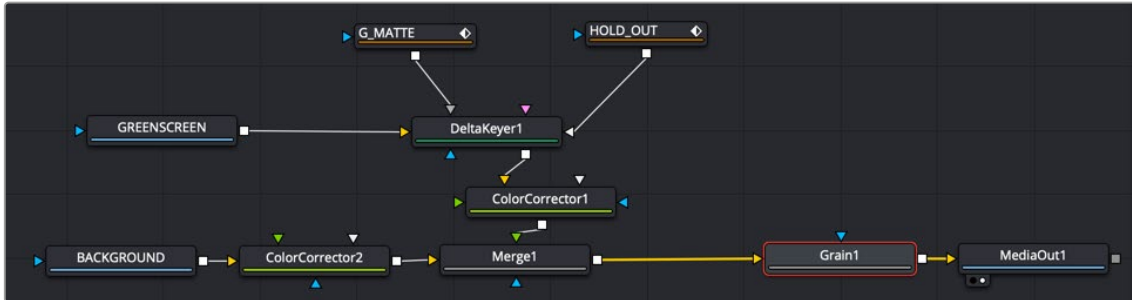 G_MATTE
HOLD_OUT
GREENSCREEN
DeltaKeyer1
ColorCorrector1
BACKGROUND
ColorCorrector2
Merge1
Grain1
MediaOut1